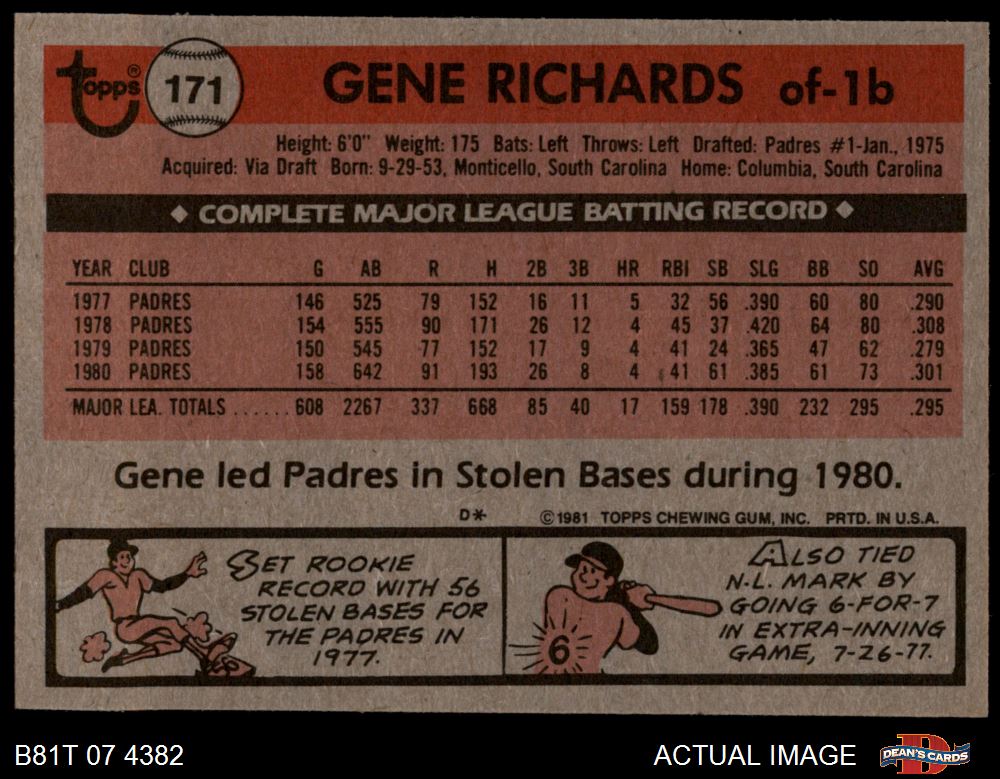 topps® 171 GENE RICHARDS of-1b
Height: 6'0" Weight: 175 Bats: Left Throws: Left Drafted: Padres #1-Jan., 1975
Acquired: Via Draft Born: 9-29-53, Monticello, South Carolina Home: Columbia, South Carolina
◆ COMPLETE MAJOR LEAGUE BATTING RECORD ◆
YEAR CLUB G AB R H 2B 3B HR RBI SB SLG BB SO AVG
1977 PADRES 146 525 79 152 16 11 5 32 56 .390 60 80 .290
1978 PADRES 154 555 90 171 26 12 4 45 37 .420 64 80 .308
1979 PADRES 150 545 77 152 17 9 4 41 24 .365 47 62 .279
1980 PADRES 158 642 91 193 26 8 4 41 61 .385 61 73 .301
MAJOR LEA. TOTALS ...... 608 2267 337 668 85 40 17 159 178 .390 232 295 .295
Gene led Padres in Stolen Bases during 1980.
D* © 1981 TOPPS CHEWING GUM, INC. PRTD. IN U.S.A.
SET ROOKIE
RECORD WITH 56
STOLEN BASES FOR
THE PADRES IN
1977.
6
ALSO TIED
N.L. MARK BY
GOING 6-FOR-7
IN EXTRA-INNING
GAME, 7-26-77.
B81T 07 4382 ACTUAL IMAGE DEAN'S CARDS